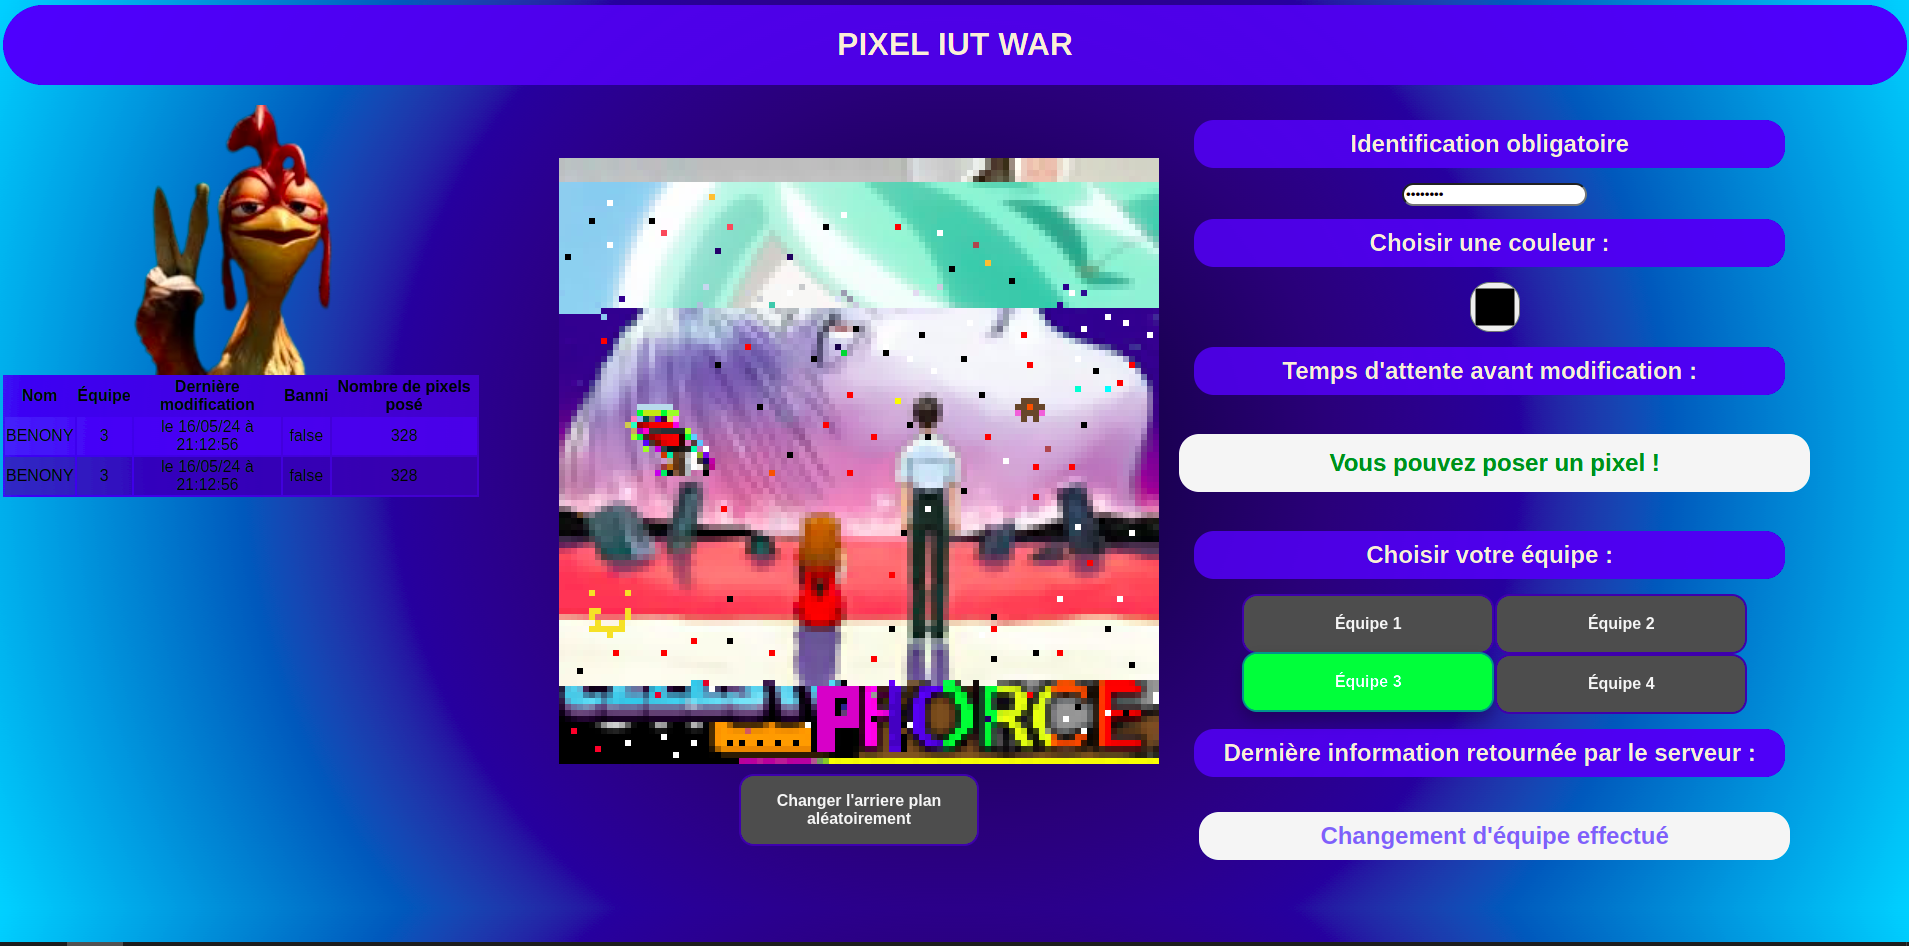 PIXEL IUT WAR
Nom Équipe Dernière modification Banni Nombre de pixels posé
BENONY 3 le 16/05/24 à 21:12:56 false 328
BENONY 3 le 16/05/24 à 21:12:56 false 328
PHORCE
Changer l'arriere plan
aléatoirement
Identification obligatoire
••••••••
Choisir une couleur :
Temps d'attente avant modification :
Vous pouvez poser un pixel !
Choisir votre équipe :
Équipe 1 Équipe 2
Équipe 3 Équipe 4
Dernière information retournée par le serveur :
Changement d'équipe effectué